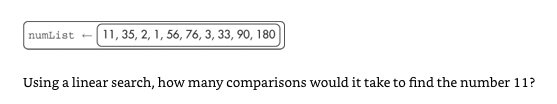 numList ← 11, 35, 2, 1, 56, 76, 3, 33, 90, 180
Using a linear search, how many comparisons would it take to find the number 11?